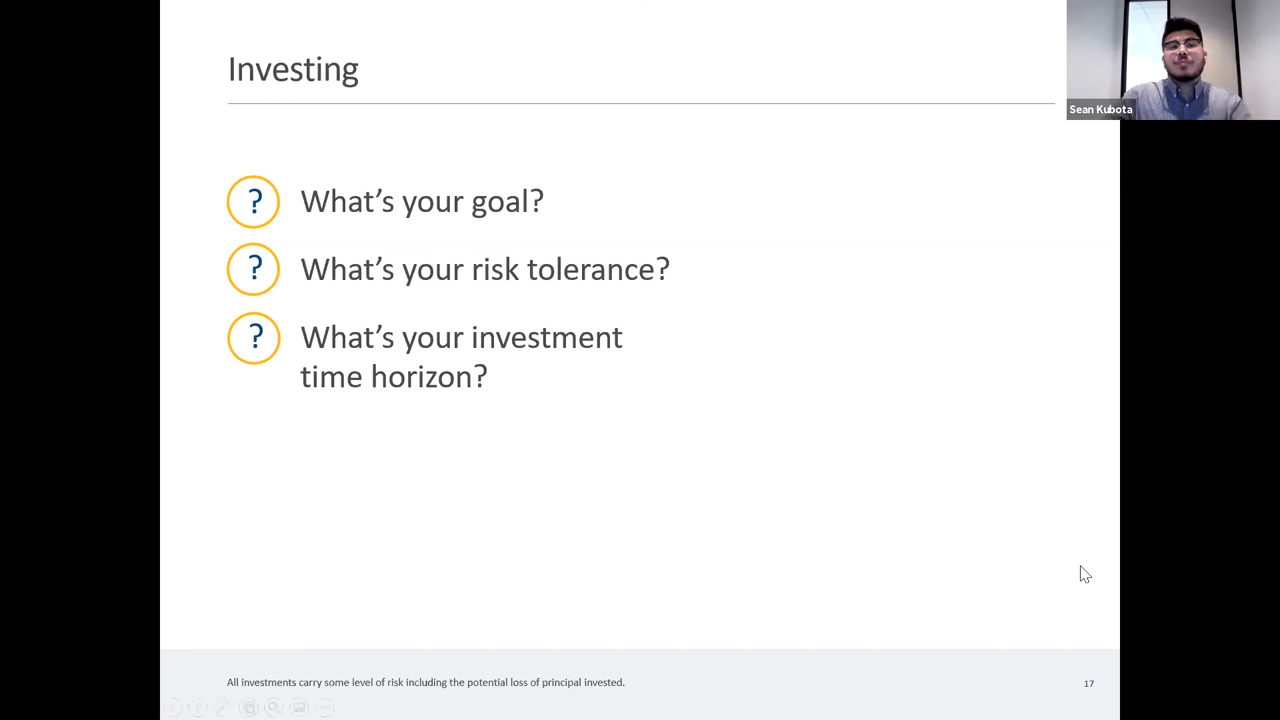 Investing
Sean Kubota
? What’s your goal?
? What’s your risk tolerance?
? What’s your investment
time horizon?
All investments carry some level of risk including the potential loss of principal invested.
17